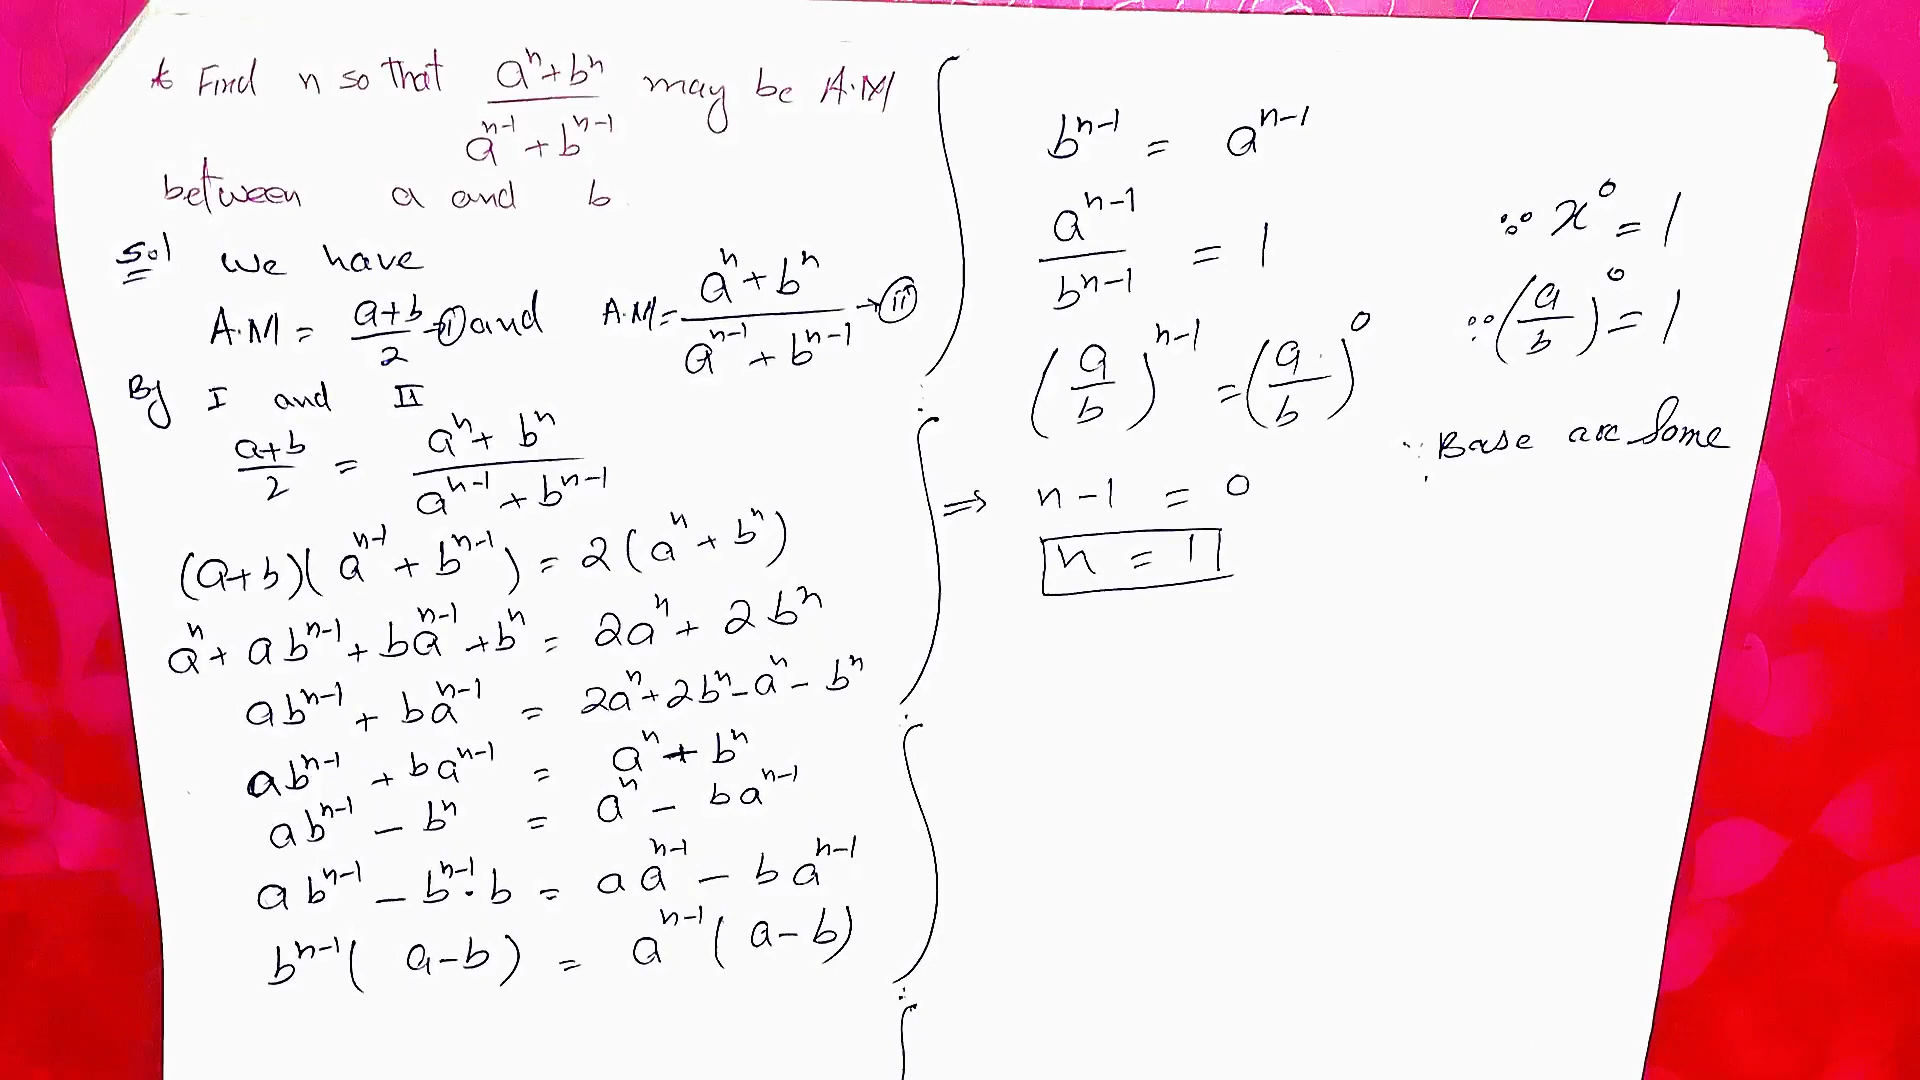 * Find n so that (a^n + b^n)/(a^(n-1) + b^(n-1)) may be A.M
between a and b
Sol We have
A.M = (a+b)/2 → (I) and A.M = (a^n + b^n)/(a^(n-1) + b^(n-1)) → (II)
By I and II
(a+b)/2 = (a^n + b^n)/(a^(n-1) + b^(n-1))
(a+b)(a^(n-1) + b^(n-1)) = 2(a^n + b^n)
a^n + ab^(n-1) + ba^(n-1) + b^n = 2a^n + 2b^n
ab^(n-1) + ba^(n-1) = 2a^n + 2b^n - a^n - b^n
ab^(n-1) + ba^(n-1) = a^n + b^n
ab^(n-1) - b^n = a^n - ba^(n-1)
ab^(n-1) - b^(n-1)·b = aa^(n-1) - ba^(n-1)
b^(n-1)(a-b) = a^(n-1)(a-b)
b^(n-1) = a^(n-1)
a^(n-1)/b^(n-1) = 1 ∵ x^0 = 1
(a/b)^(n-1) = (a/b)^0 ∵ (a/b)^0 = 1
∵ Base are Same
⇒ n-1 = 0
n = 1